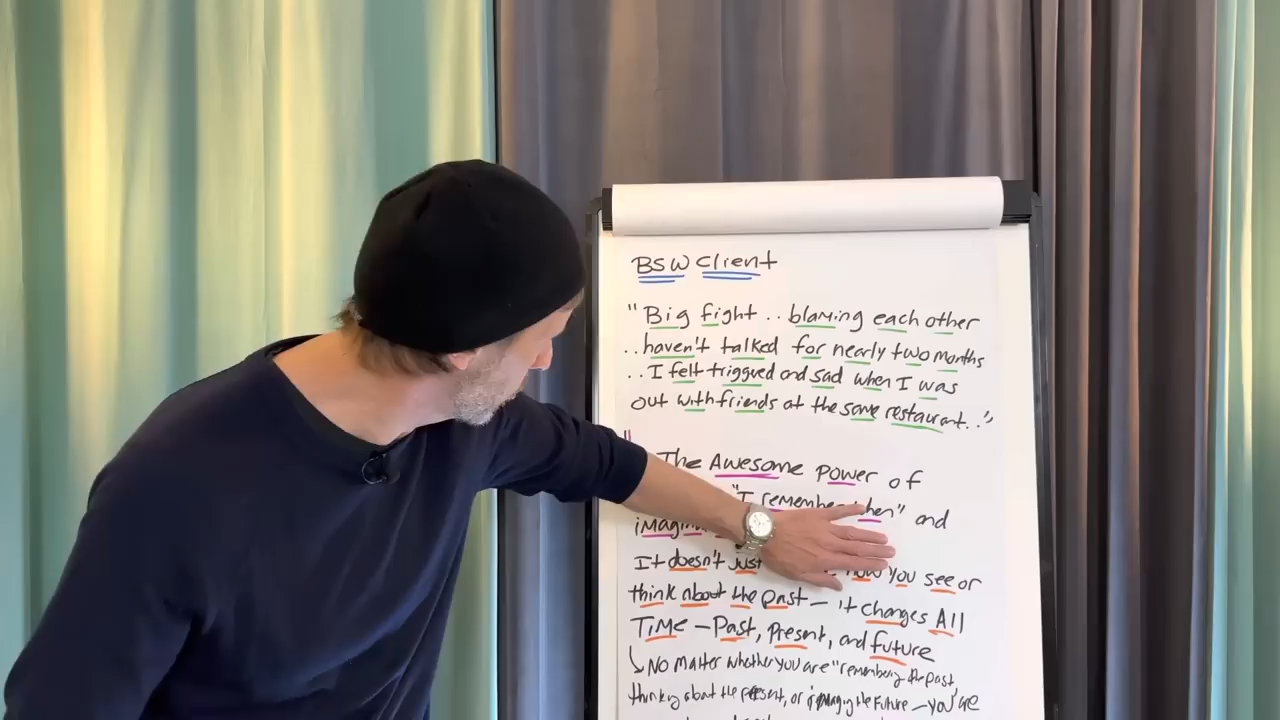 BSW Client
"Big fight .. blaming each other
.. haven't talked for nearly two months
.. I felt triggued and sad when I was
out with friends at the same restaurant.."
"
The Awesome power of
"I remember when" and
It doesn't just how you see or
think about the past – it changes All
TIME – Past, Present, and future
↳ No matter whether you are "remembering the past
thinking about the present, or imagining the future – you're